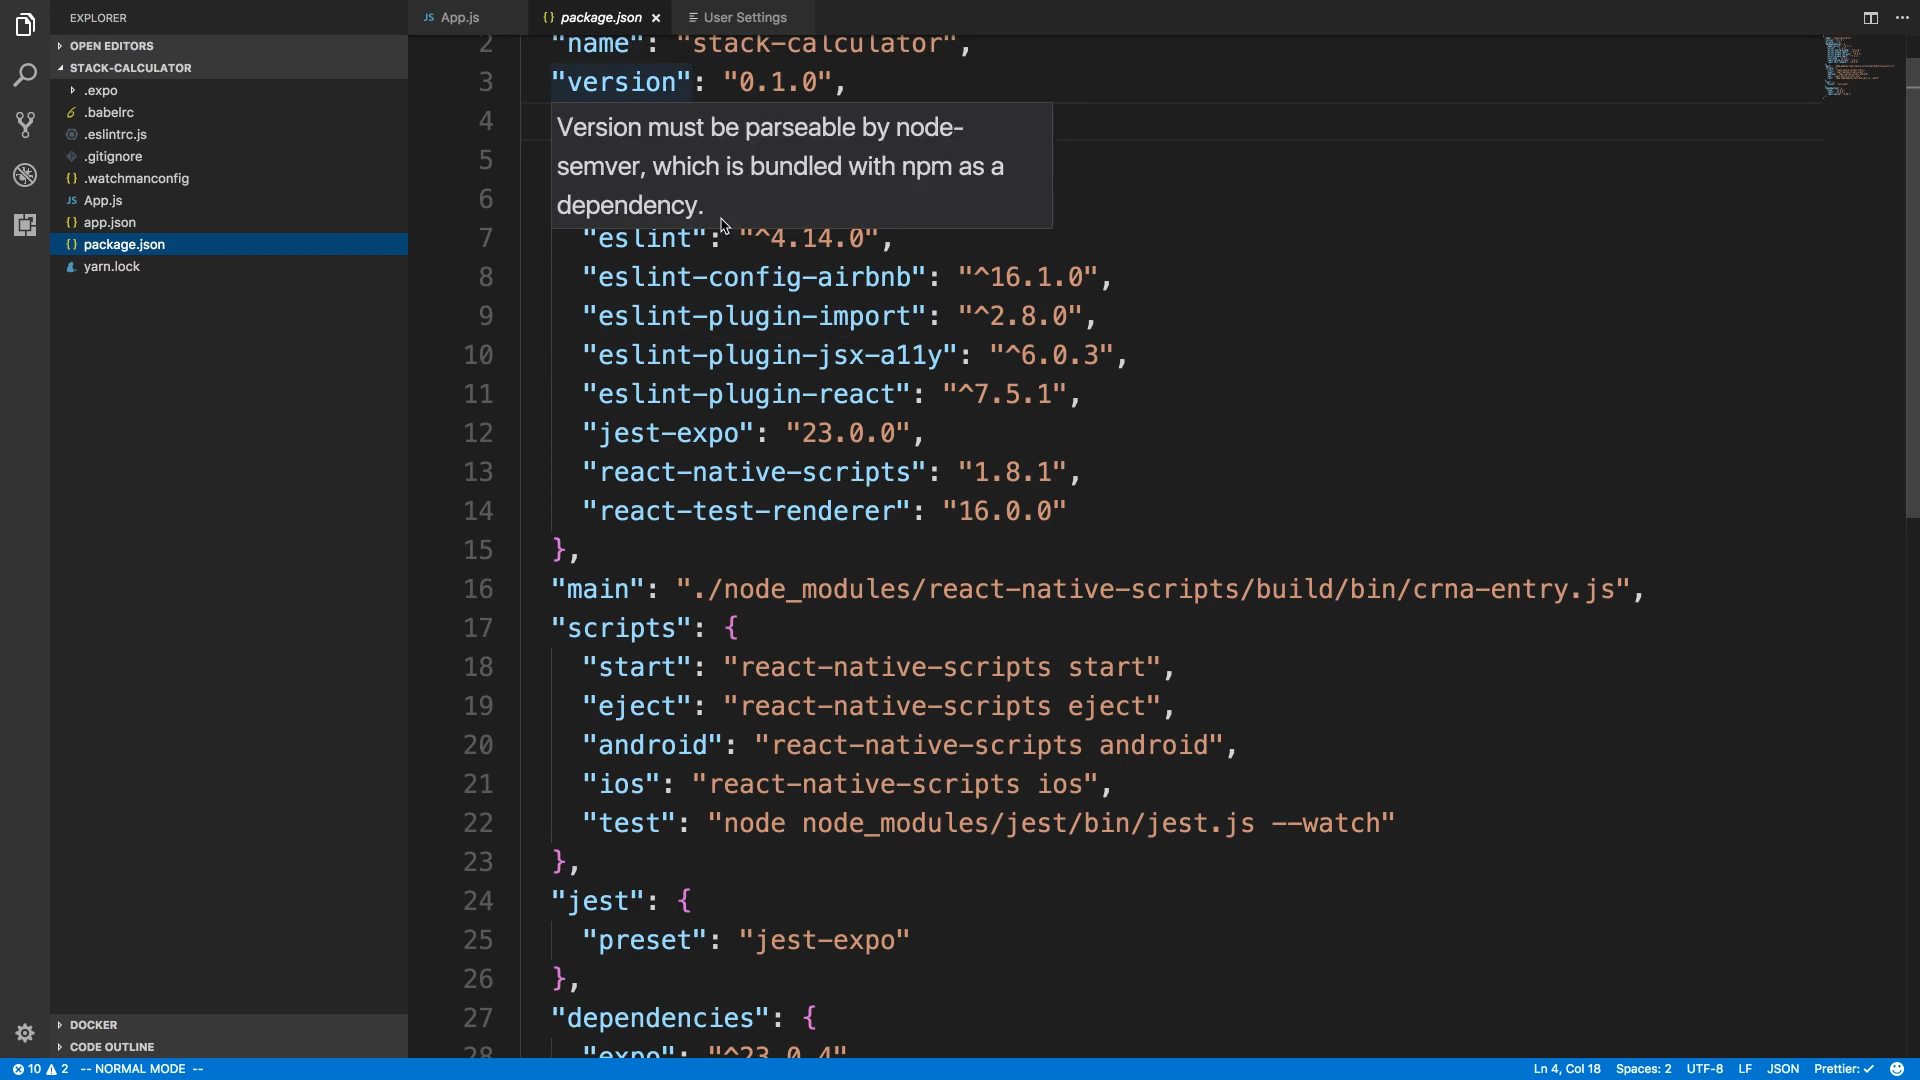 EXPLORER
OPEN EDITORS
STACK-CALCULATOR
.expo
.babelrc
.eslintrc.js
.gitignore
.watchmanconfig
JS App.js
{} app.json
{} package.json
yarn.lock
DOCKER
CODE OUTLINE
JS App.js
{} package.json ×
User Settings
2 "name": "stack-calculator",
3 "version": "0.1.0",
4
5
6
Version must be parseable by node-
semver, which is bundled with npm as a
dependency.
7 "eslint": "^4.14.0",
8 "eslint-config-airbnb": "^16.1.0",
9 "eslint-plugin-import": "^2.8.0",
10 "eslint-plugin-jsx-a11y": "^6.0.3",
11 "eslint-plugin-react": "^7.5.1",
12 "jest-expo": "23.0.0",
13 "react-native-scripts": "1.8.1",
14 "react-test-renderer": "16.0.0"
15 },
16 "main": "./node_modules/react-native-scripts/build/bin/crna-entry.js",
17 "scripts": {
18 "start": "react-native-scripts start",
19 "eject": "react-native-scripts eject",
20 "android": "react-native-scripts android",
21 "ios": "react-native-scripts ios",
22 "test": "node node_modules/jest/bin/jest.js --watch"
23 },
24 "jest": {
25 "preset": "jest-expo"
26 },
27 "dependencies": {
28 "expo": "^23.0.4"
10 2 -- NORMAL MODE --
Ln 4, Col 18 Spaces: 2 UTF-8 LF JSON Prettier: ✓